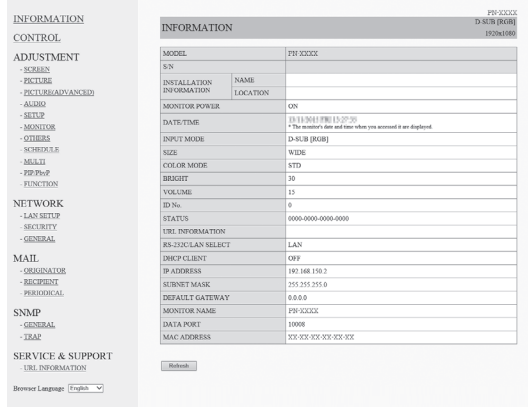 INFORMATION
CONTROL
ADJUSTMENT
- SCREEN
- PICTURE
- PICTURE(ADVANCED)
- AUDIO
- SETUP
- MONITOR
- OTHERS
- SCHEDULE
- MULTI
- PIP/PbyP
- FUNCTION
NETWORK
- LAN SETUP
- SECURITY
- GENERAL
MAIL
- ORIGINATOR
- RECIPIENT
- PERIODICAL
SNMP
- GENERAL
- TRAP
SERVICE & SUPPORT
- URL INFORMATION
Browser Language English
PN-XXXX
INFORMATION D-SUB [RGB]
1920x1080
MODEL PN-XXXX
S/N
INSTALLATION INFORMATION NAME
LOCATION
MONITOR POWER ON
DATE/TIME
* The monitor's date and time when you accessed it are displayed.
INPUT MODE D-SUB [RGB]
SIZE WIDE
COLOR MODE STD
BRIGHT 30
VOLUME 15
ID No. 0
STATUS 0000-0000-0000-0000
URL INFORMATION
RS-232C/LAN SELECT LAN
DHCP CLIENT OFF
IP ADDRESS 192.168.150.2
SUBNET MASK 255.255.255.0
DEFAULT GATEWAY 0.0.0.0
MONITOR NAME PN-XXXX
DATA PORT 10008
MAC ADDRESS XX-XX-XX-XX-XX-XX
Refresh